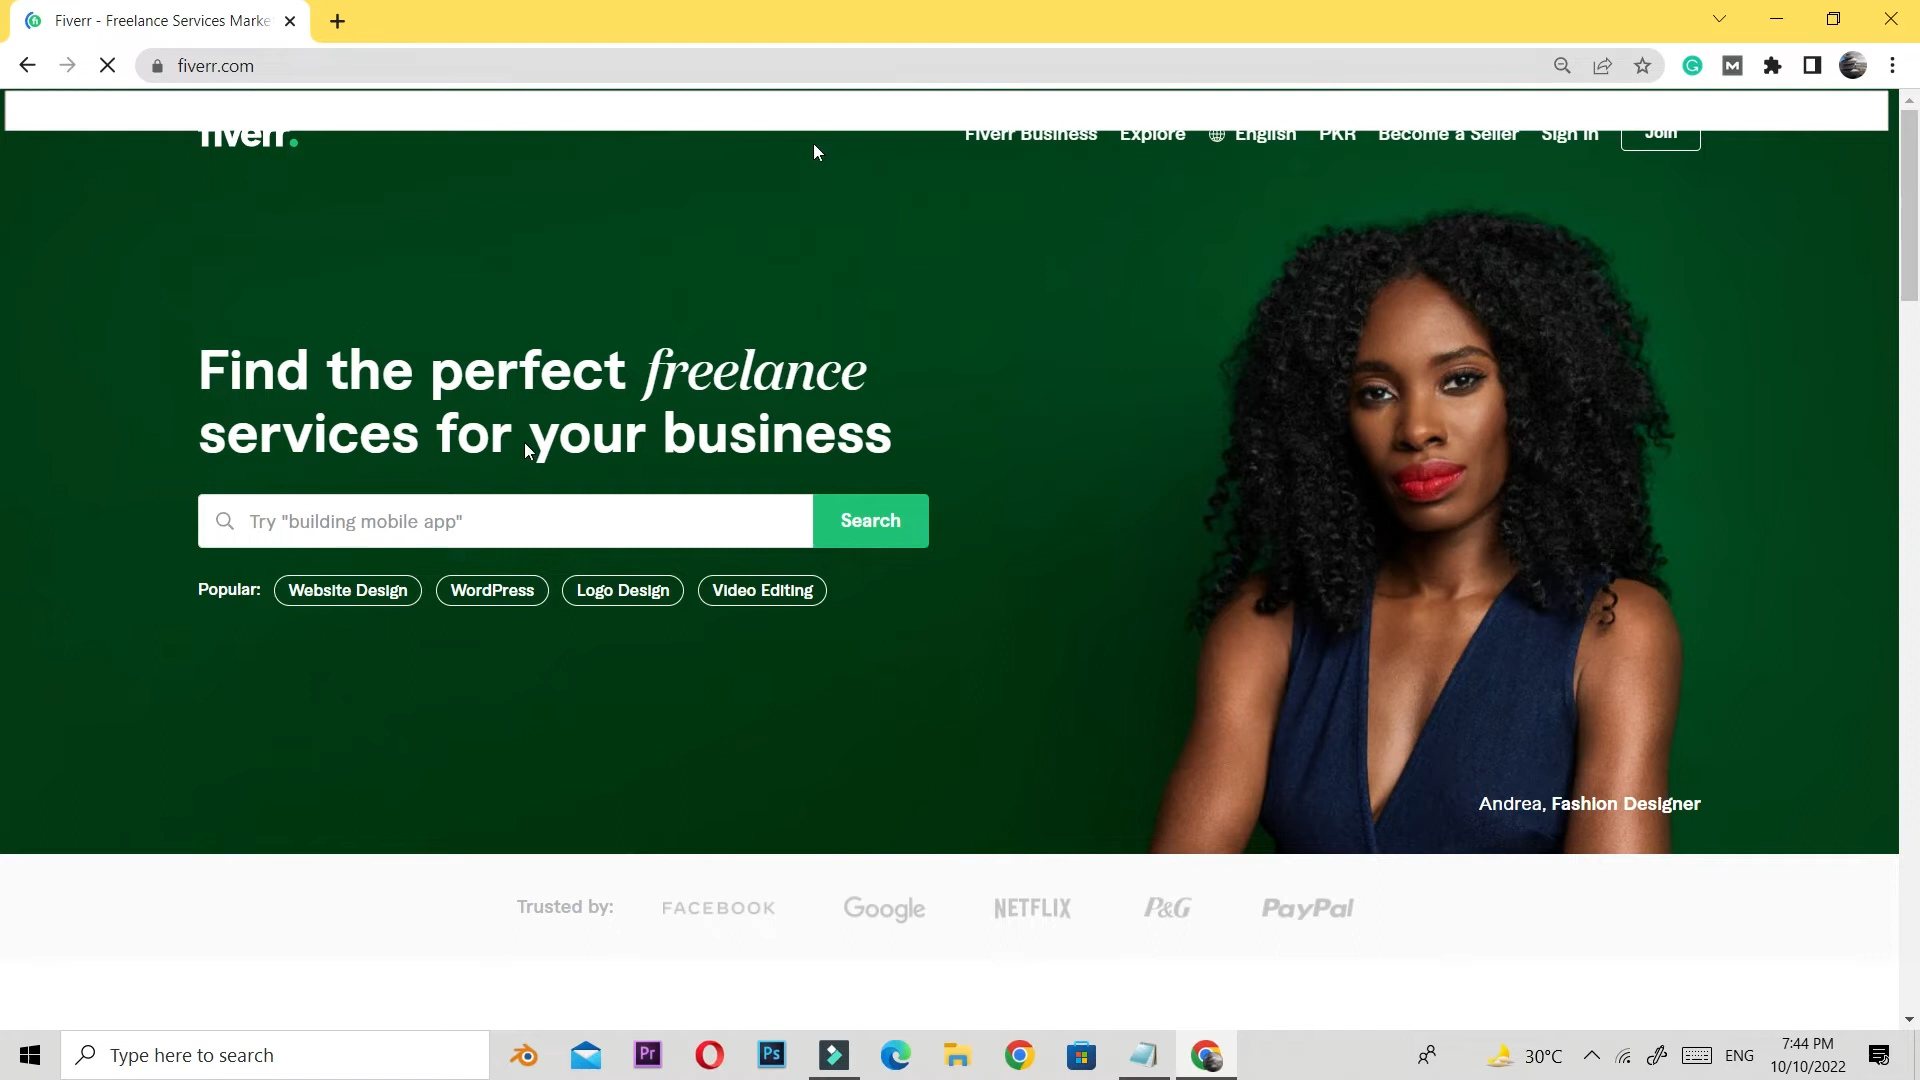 Fiverr - Freelance Services Marke
fiverr.com
fiverr.
Fiverr Business Explore English PKR Become a Seller Sign in Join
Find the perfect freelance
services for your business
Try "building mobile app"
Search
Popular: Website Design WordPress Logo Design Video Editing
Andrea, Fashion Designer
Trusted by: FACEBOOK Google NETFLIX P&G PayPal
Type here to search
Pr
Ps
30°C
ENG
7:44 PM
10/10/2022